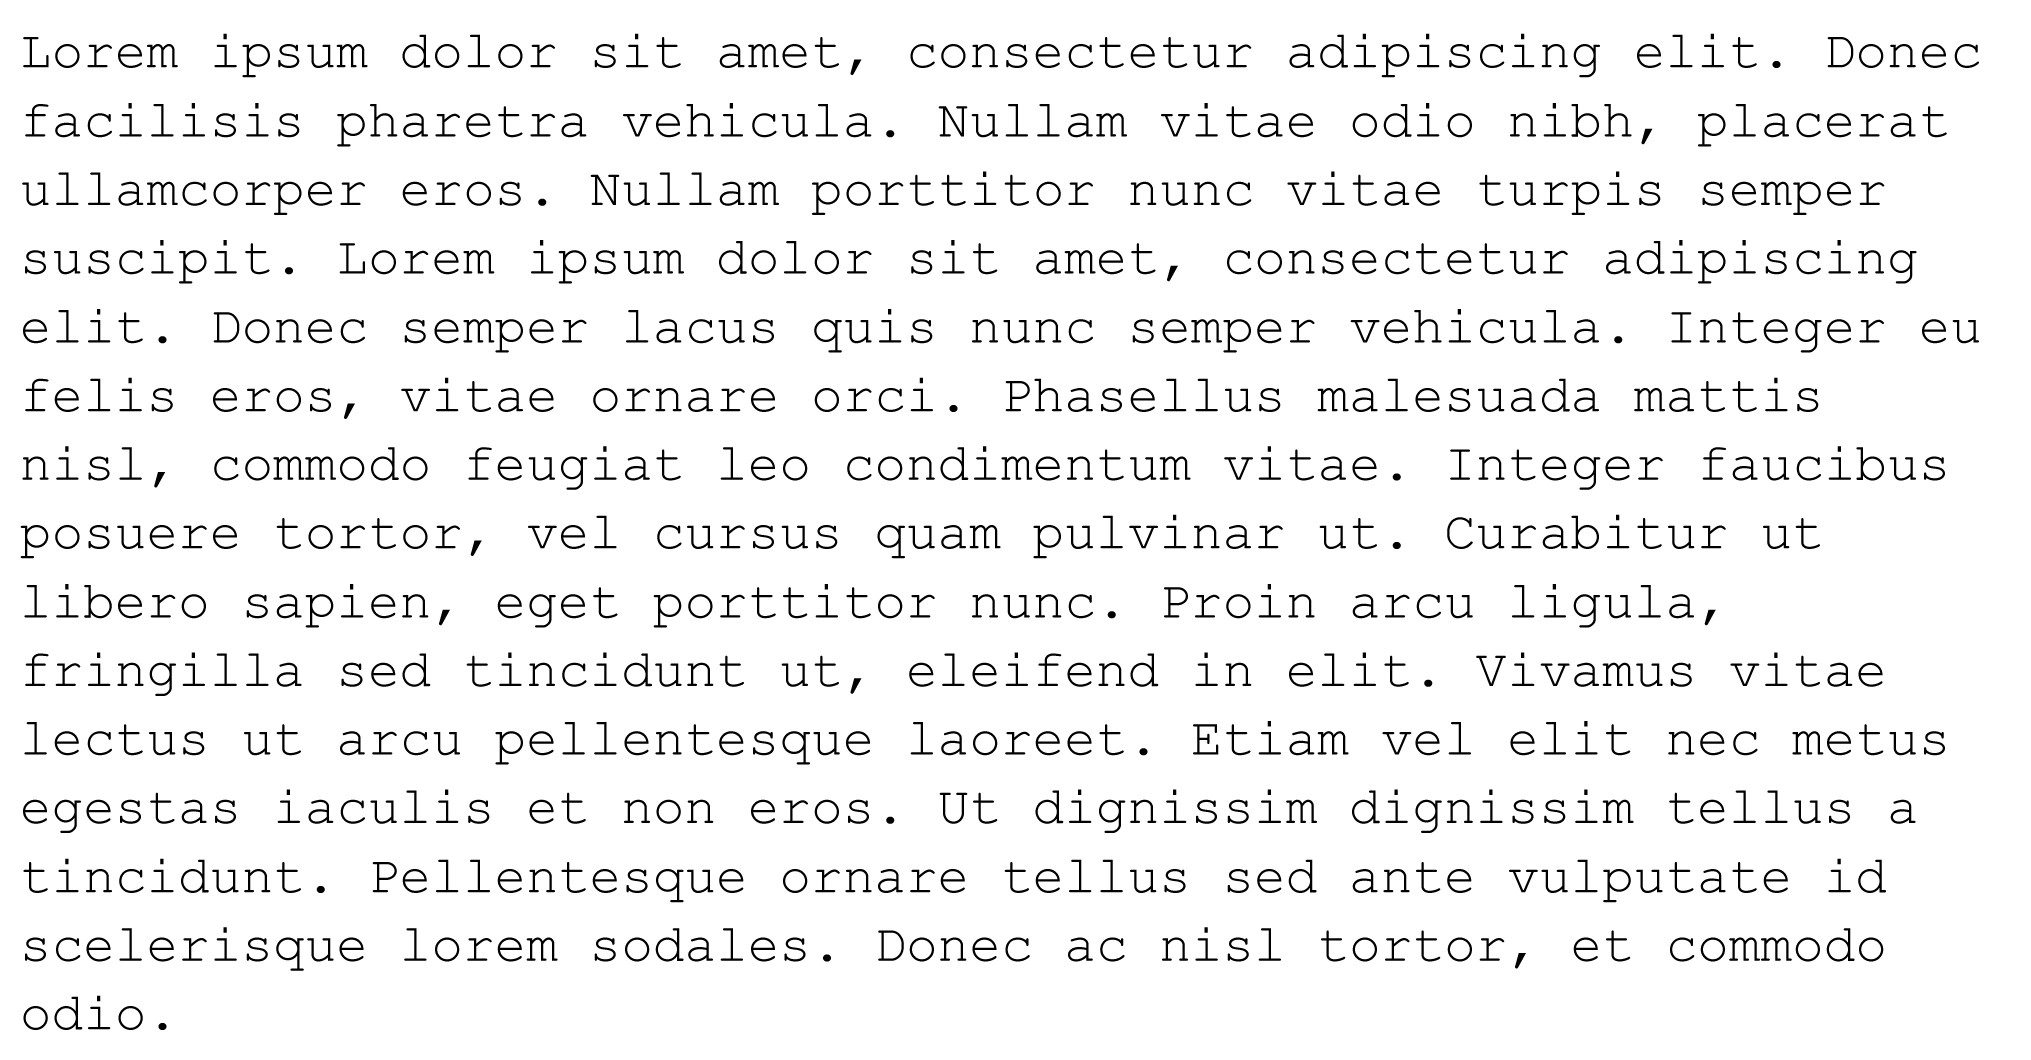 Lorem ipsum dolor sit amet, consectetur adipiscing elit. Donec
facilisis pharetra vehicula. Nullam vitae odio nibh, placerat
ullamcorper eros. Nullam porttitor nunc vitae turpis semper
suscipit. Lorem ipsum dolor sit amet, consectetur adipiscing
elit. Donec semper lacus quis nunc semper vehicula. Integer eu
felis eros, vitae ornare orci. Phasellus malesuada mattis
nisl, commodo feugiat leo condimentum vitae. Integer faucibus
posuere tortor, vel cursus quam pulvinar ut. Curabitur ut
libero sapien, eget porttitor nunc. Proin arcu ligula,
fringilla sed tincidunt ut, eleifend in elit. Vivamus vitae
lectus ut arcu pellentesque laoreet. Etiam vel elit nec metus
egestas iaculis et non eros. Ut dignissim dignissim tellus a
tincidunt. Pellentesque ornare tellus sed ante vulputate id
scelerisque lorem sodales. Donec ac nisl tortor, et commodo
odio.